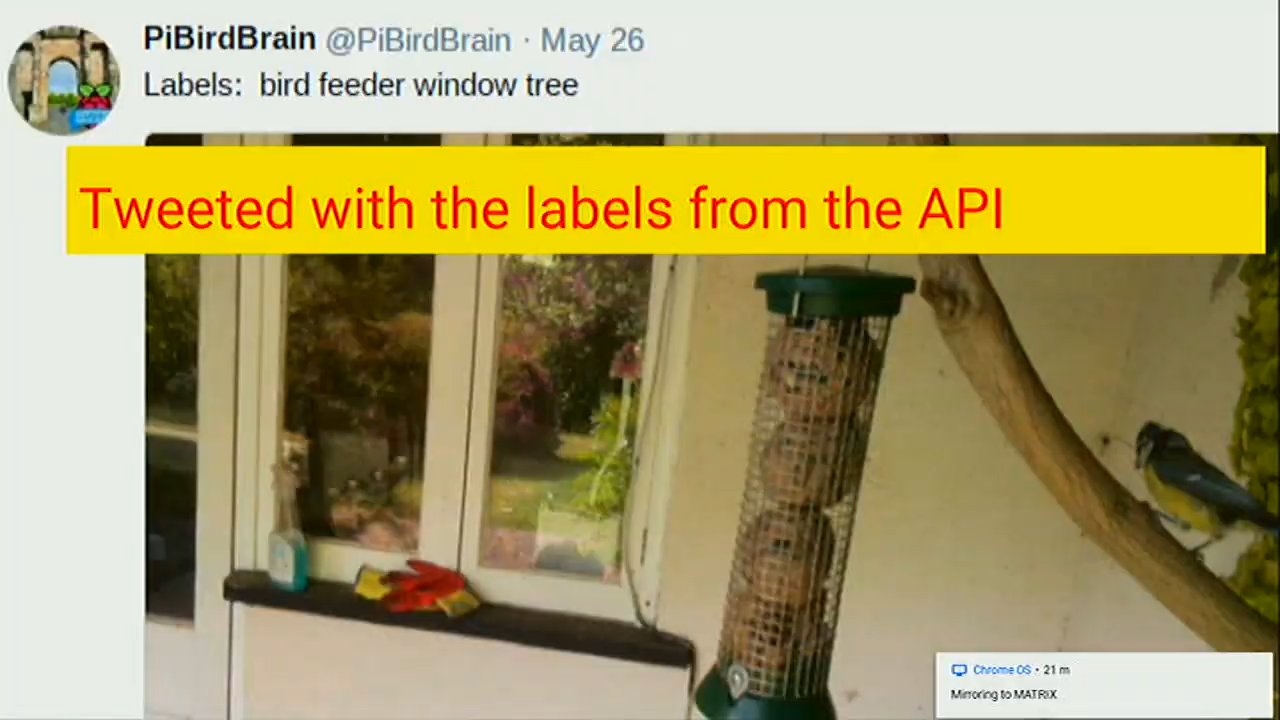 PiBirdBrain @PiBirdBrain · May 26
Labels: bird feeder window tree
Tweeted with the labels from the API
Chrome OS • 21 m
Mirroring to MATRIX